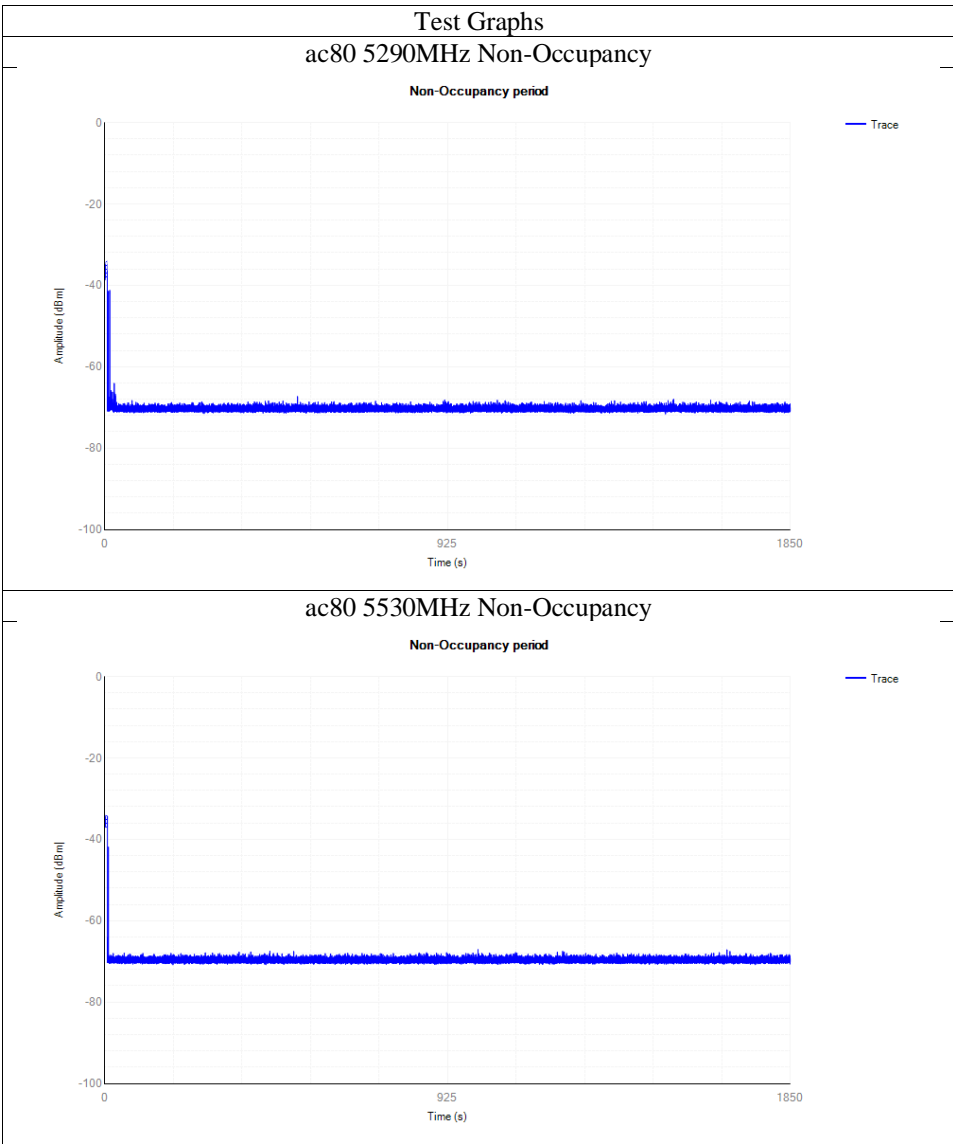 Test Graphs
ac80 5290MHz Non-Occupancy
Non-Occupancy period
Trace
0
-20
-40
-60
-80
-100
Amplitude [dBm]
0 925 1850
Time (s)
ac80 5530MHz Non-Occupancy
Non-Occupancy period
Trace
0
-20
-40
-60
-80
-100
Amplitude [dBm]
0 925 1850
Time (s)